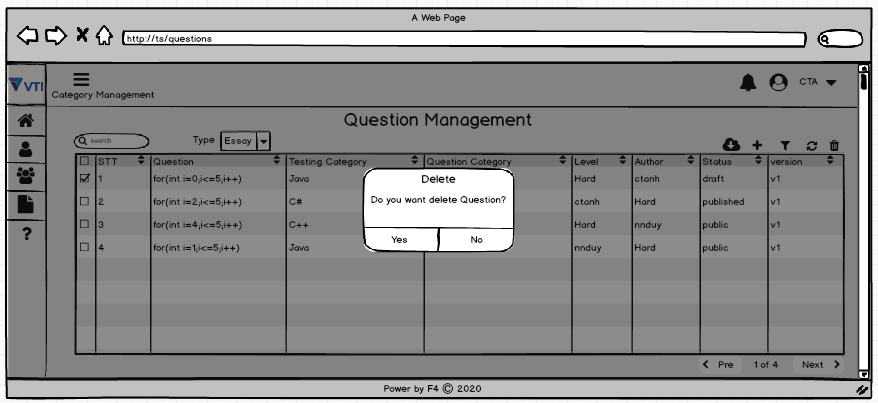 A Web Page
http://ts/questions
VTI
Category Management
CTA
Question Management
search
Type Essay
STT Question Testing Category Question Category Level Author Status version
1 for(int i=0,i<=5,i++) Java Hard ctanh draft v1
2 for(int i=2,i<=5,i++) C# ctanh Hard published v1
3 for(int i=4,i<=5,i++) C++ Hard nnduy public v1
4 for(int i=1,i<=5,i++) Java nnduy Hard public v1
Delete
Do you want delete Question?
Yes No
Pre 1 of 4 Next
Power by F4 © 2020